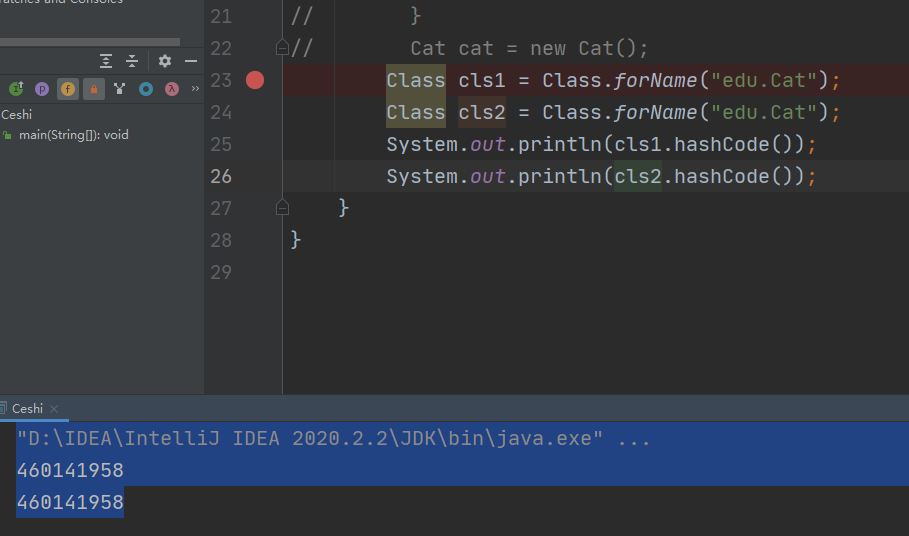 ratches and Consoles
Ceshi
main(String[]): void
21 // }
22 // Cat cat = new Cat();
23 Class cls1 = Class.forName("edu.Cat");
24 Class cls2 = Class.forName("edu.Cat");
25 System.out.println(cls1.hashCode());
26 System.out.println(cls2.hashCode());
27 }
28 }
29
Ceshi
"D:\IDEA\IntelliJ IDEA 2020.2.2\JDK\bin\java.exe" ...
460141958
460141958